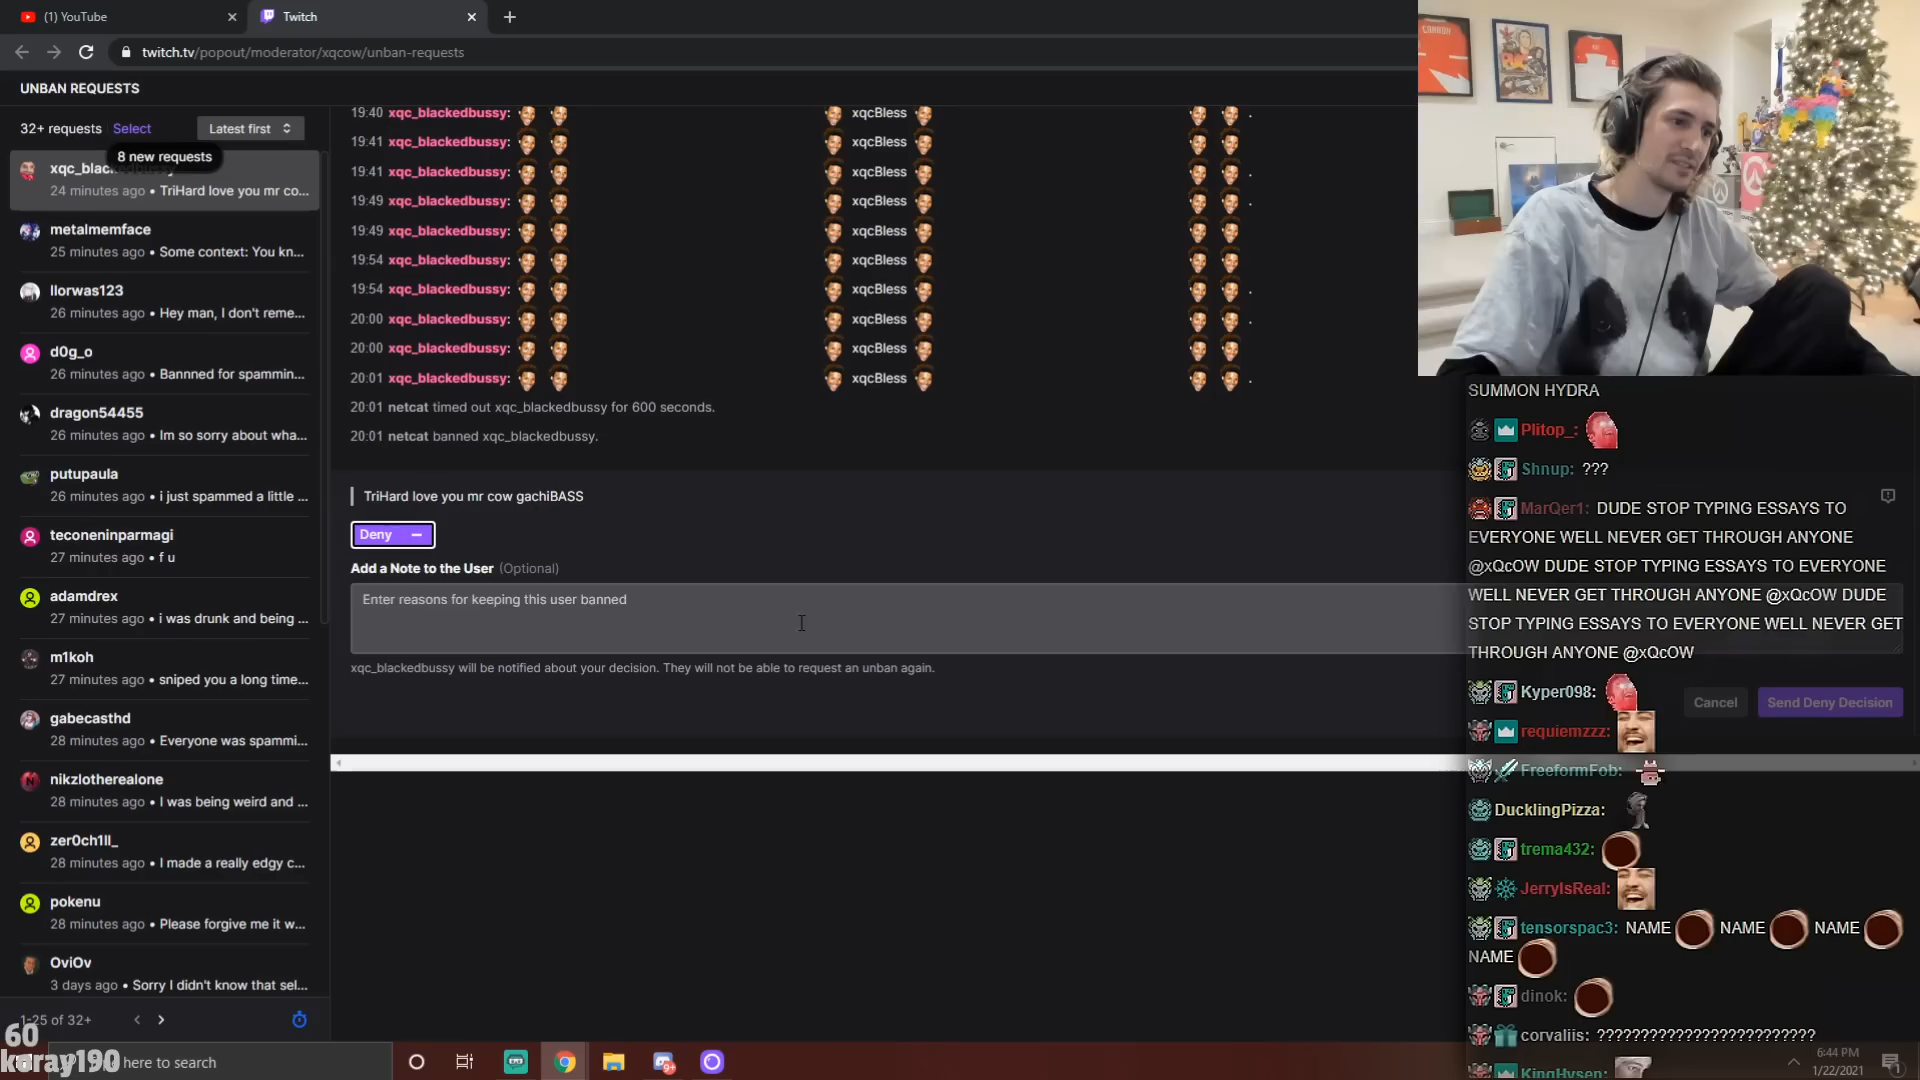 (1) YouTube
Twitch
twitch.tv/popout/moderator/xqcow/unban-requests
UNBAN REQUESTS
32+ requests Select Latest first
8 new requests
xqc_blac
24 minutes ago • TriHard love you mr co...
metalmemface
25 minutes ago • Some context: You kn...
llorwas123
26 minutes ago • Hey man, I don't reme...
d0g_o
26 minutes ago • Bannned for spammin...
dragon54455
26 minutes ago • Im so sorry about wha...
putupaula
26 minutes ago • i just spammed a little ...
teconeninparmagi
27 minutes ago • f u
adamdrex
27 minutes ago • i was drunk and being ...
m1koh
27 minutes ago • sniped you a long time...
gabecasthd
28 minutes ago • Everyone was spammi...
nikzlotherealone
28 minutes ago • I was being weird and ...
zer0ch1ll_
28 minutes ago • I made a really edgy c...
pokenu
28 minutes ago • Please forgive me it w...
OviOv
3 days ago • Sorry I didn't know that sel...
1-25 of 32+
19:40 xqc_blackedbussy: xqcBless .
19:41 xqc_blackedbussy: xqcBless
19:41 xqc_blackedbussy: xqcBless .
19:49 xqc_blackedbussy: xqcBless .
19:49 xqc_blackedbussy: xqcBless
19:54 xqc_blackedbussy: xqcBless
19:54 xqc_blackedbussy: xqcBless .
20:00 xqc_blackedbussy: xqcBless .
20:00 xqc_blackedbussy: xqcBless
20:01 xqc_blackedbussy: xqcBless .
20:01 netcat timed out xqc_blackedbussy for 600 seconds.
20:01 netcat banned xqc_blackedbussy.
TriHard love you mr cow gachiBASS
Deny
Add a Note to the User (Optional)
Enter reasons for keeping this user banned
xqc_blackedbussy will be notified about your decision. They will not be able to request an unban again.
Cancel Send Deny Decision
SUMMON HYDRA
Plitop_:
Shnup: ???
MarQer1: DUDE STOP TYPING ESSAYS TO
EVERYONE WELL NEVER GET THROUGH ANYONE
@xQcOW DUDE STOP TYPING ESSAYS TO EVERYONE
WELL NEVER GET THROUGH ANYONE @xQcOW DUDE
STOP TYPING ESSAYS TO EVERYONE WELL NEVER GET
THROUGH ANYONE @xQcOW
Kyper098:
requiemzzz:
FreeformFob:
DucklingPizza:
trema432:
JerryIsReal:
tensorspac3: NAME NAME NAME
NAME
dinok:
corvaliis: ?????????????????????????
KingHysen:
60
koray190
here to search
9+
6:44 PM
1/22/2021
1